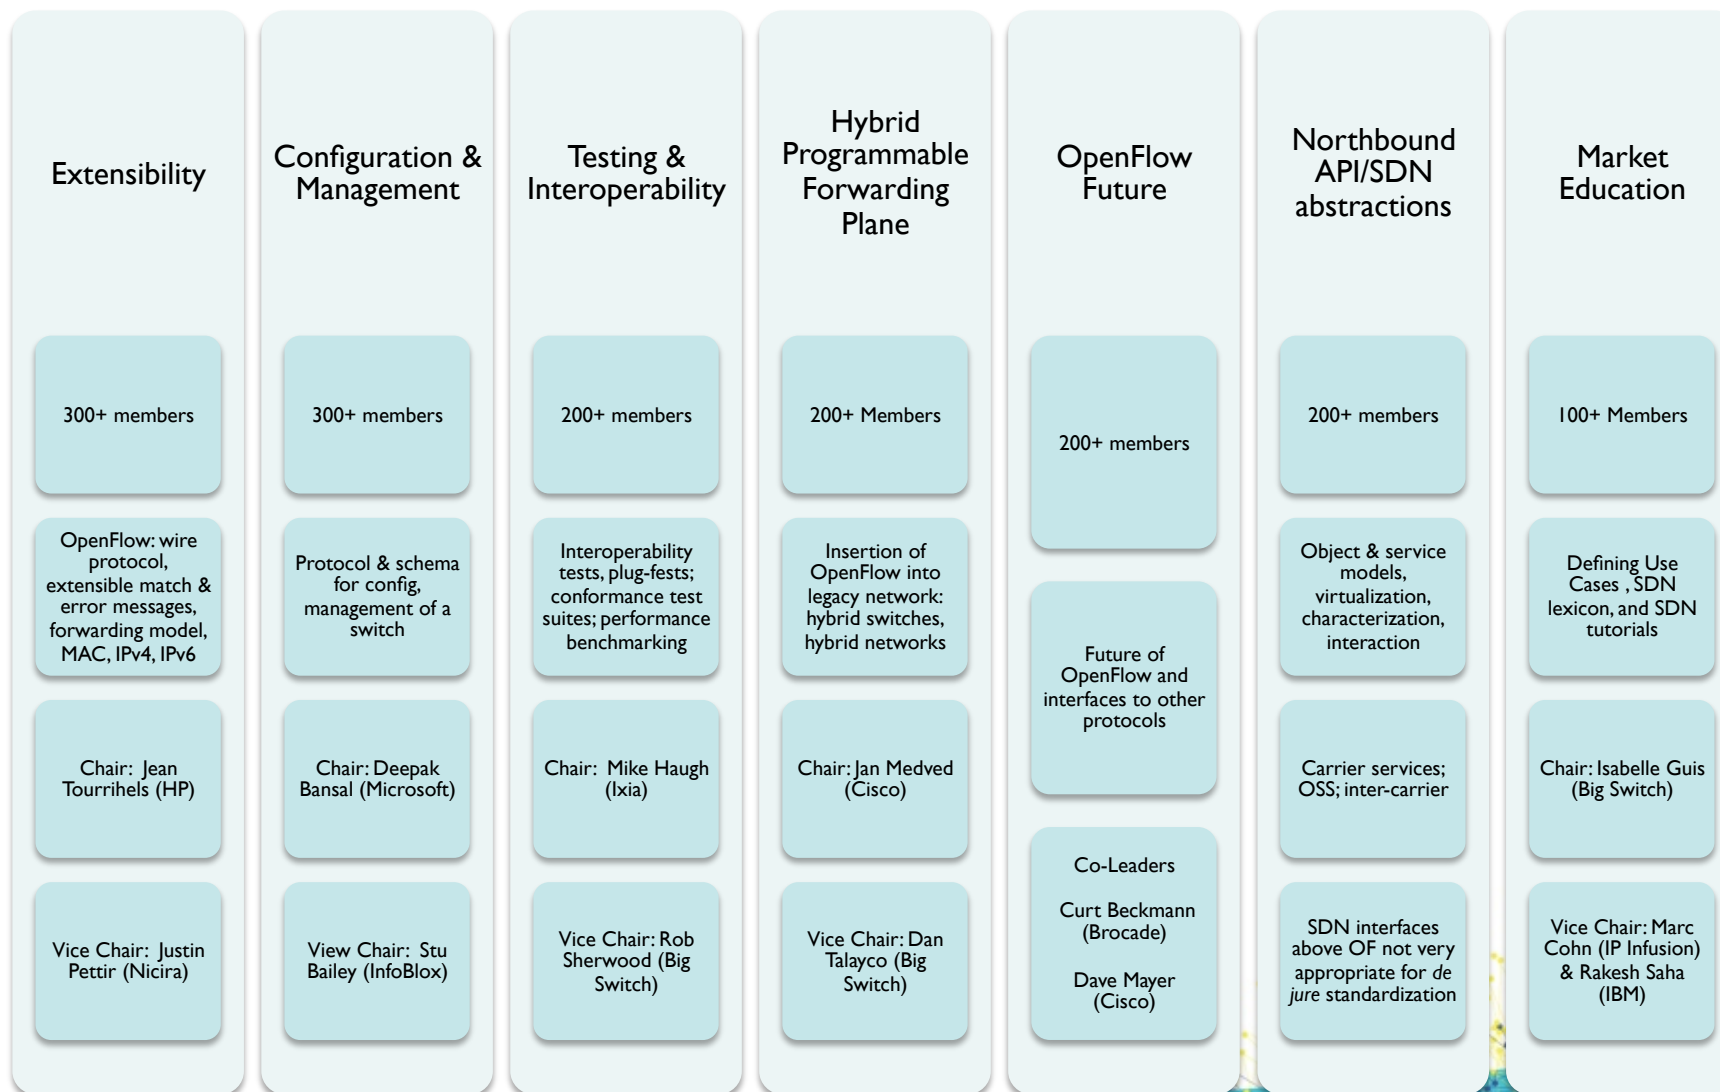 Extensibility
300+ members
OpenFlow: wire
protocol,
extensible match &
error messages,
forwarding model,
MAC, IPv4, IPv6
Chair: Jean
Tourrihels (HP)
Vice Chair: Justin
Pettir (Nicira)
Configuration &
Management
300+ members
Protocol & schema
for config,
management of a
switch
Chair: Deepak
Bansal (Microsoft)
View Chair: Stu
Bailey (InfoBlox)
Testing &
Interoperability
200+ members
Interoperability
tests, plug-fests;
conformance test
suites; performance
benchmarking
Chair: Mike Haugh
(Ixia)
Vice Chair: Rob
Sherwood (Big
Switch)
Hybrid
Programmable
Forwarding
Plane
200+ Members
Insertion of
OpenFlow into
legacy network:
hybrid switches,
hybrid networks
Chair: Jan Medved
(Cisco)
Vice Chair: Dan
Talayco (Big
Switch)
OpenFlow
Future
200+ members
Future of
OpenFlow and
interfaces to other
protocols
Co-Leaders
Curt Beckmann
(Brocade)
Dave Mayer
(Cisco)
Northbound
API/SDN
abstractions
200+ members
Object & service
models,
virtualization,
characterization,
interaction
Carrier services;
OSS; inter-carrier
SDN interfaces
above OF not very
appropriate for de
jure standardization
Market
Education
100+ Members
Defining Use
Cases , SDN
lexicon, and SDN
tutorials
Chair: Isabelle Guis
(Big Switch)
Vice Chair: Marc
Cohn (IP Infusion)
& Rakesh Saha
(IBM)